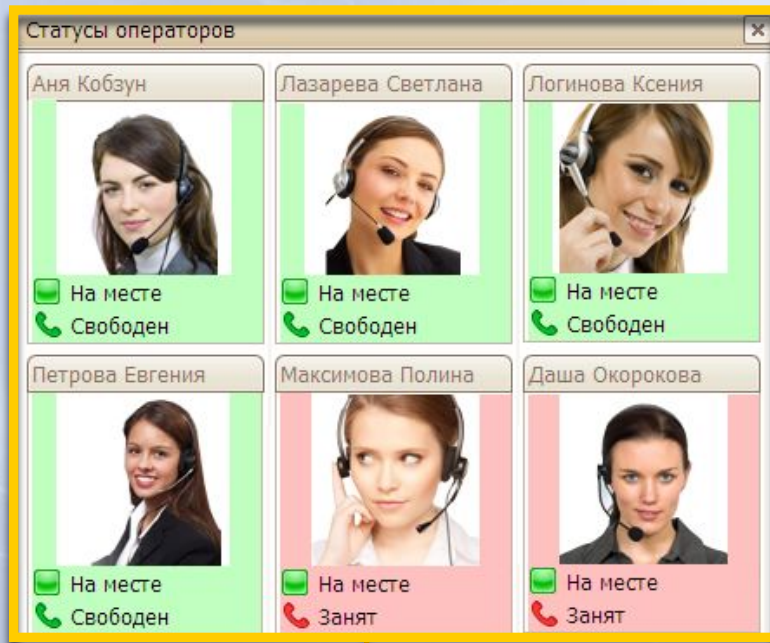 Статусы операторов
Аня Кобзун
Лазарева Светлана
Логинова Ксения
На месте
Свободен
На месте
Свободен
На месте
Свободен
Петрова Евгения
Максимова Полина
Даша Окорокова
На месте
Свободен
На месте
Занят
На месте
Занят